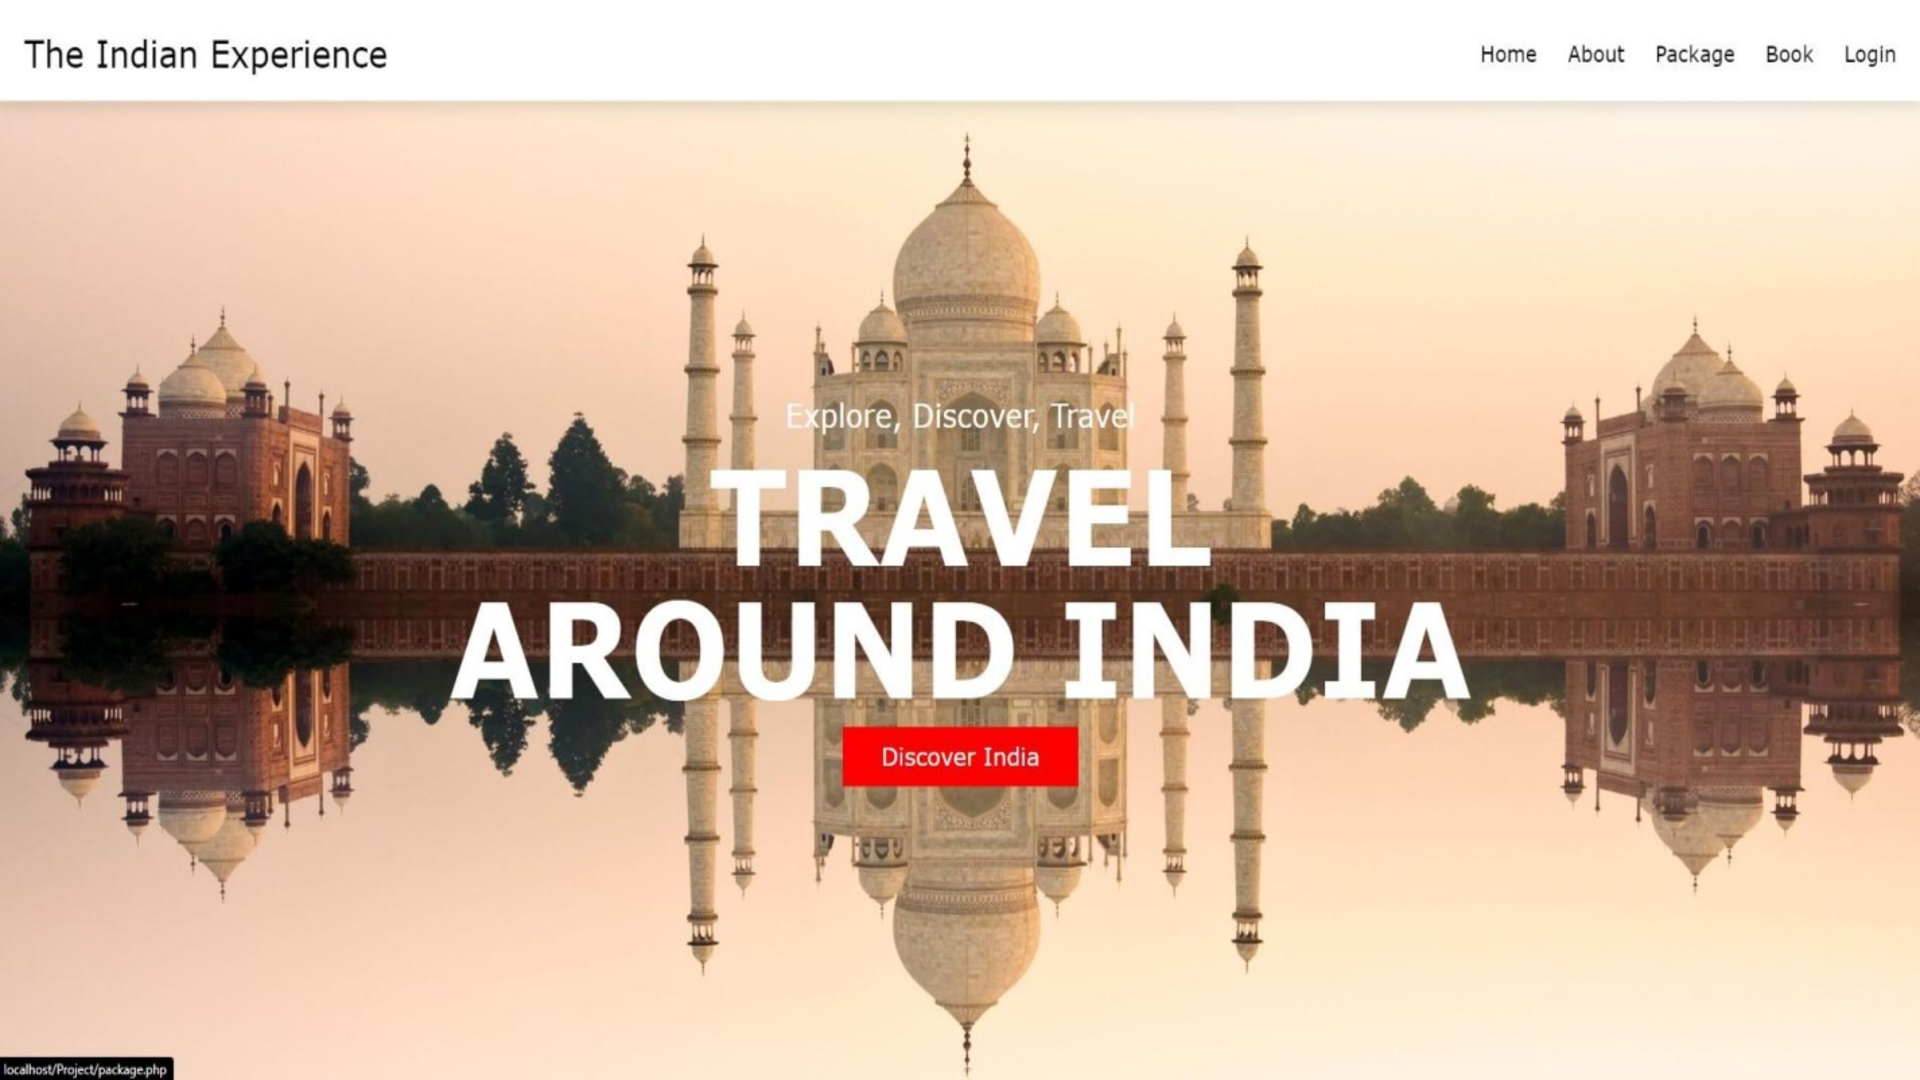 The Indian Experience
Home About Package Book Login
Explore, Discover, Travel
TRAVEL
AROUND INDIA
Discover India
localhost/Project/package.php